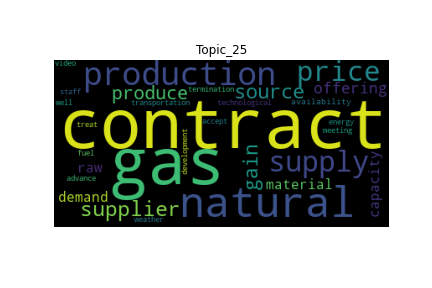 Topic_25
video
production
price
staff
produce
termination
source
offering
well
transportation
technological
availability
contract
treat
accept
energy
meeting
fuel
gas
development
gain
supply
capacity
raw
advance
material
demand
supplier
natural
weather